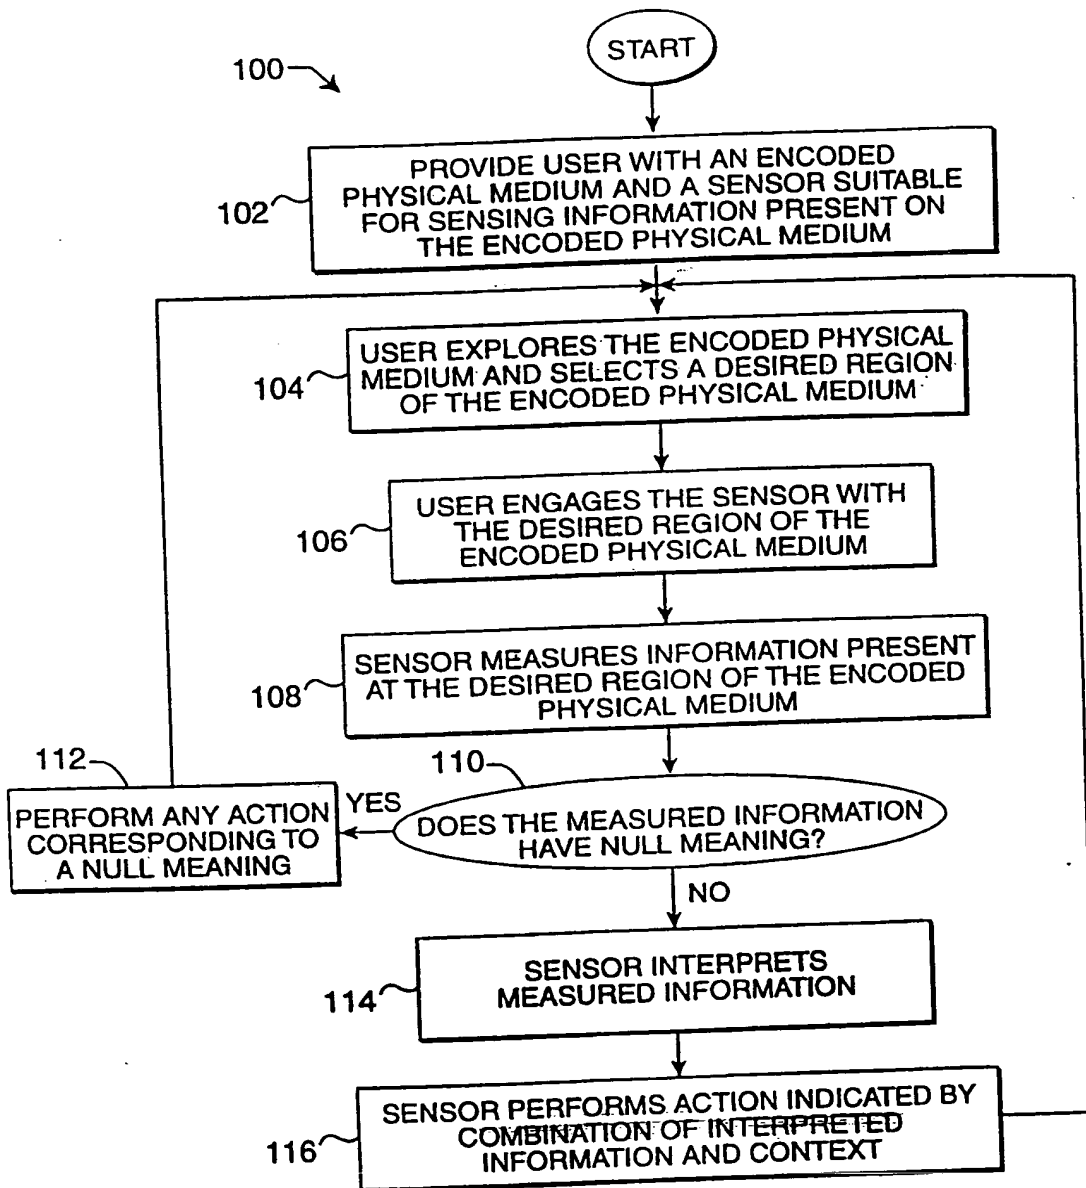 START
100
PROVIDE USER WITH AN ENCODED
PHYSICAL MEDIUM AND A SENSOR SUITABLE
FOR SENSING INFORMATION PRESENT ON
THE ENCODED PHYSICAL MEDIUM
102
USER EXPLORES THE ENCODED PHYSICAL
MEDIUM AND SELECTS A DESIRED REGION
OF THE ENCODED PHYSICAL MEDIUM
104
USER ENGAGES THE SENSOR WITH
THE DESIRED REGION OF THE
ENCODED PHYSICAL MEDIUM
106
SENSOR MEASURES INFORMATION PRESENT
AT THE DESIRED REGION OF THE ENCODED
PHYSICAL MEDIUM
108
110
DOES THE MEASURED INFORMATION
HAVE NULL MEANING?
YES
112
PERFORM ANY ACTION
CORRESPONDING TO
A NULL MEANING
NO
SENSOR INTERPRETS
MEASURED INFORMATION
114
SENSOR PERFORMS ACTION INDICATED BY
COMBINATION OF INTERPRETED
INFORMATION AND CONTEXT
116